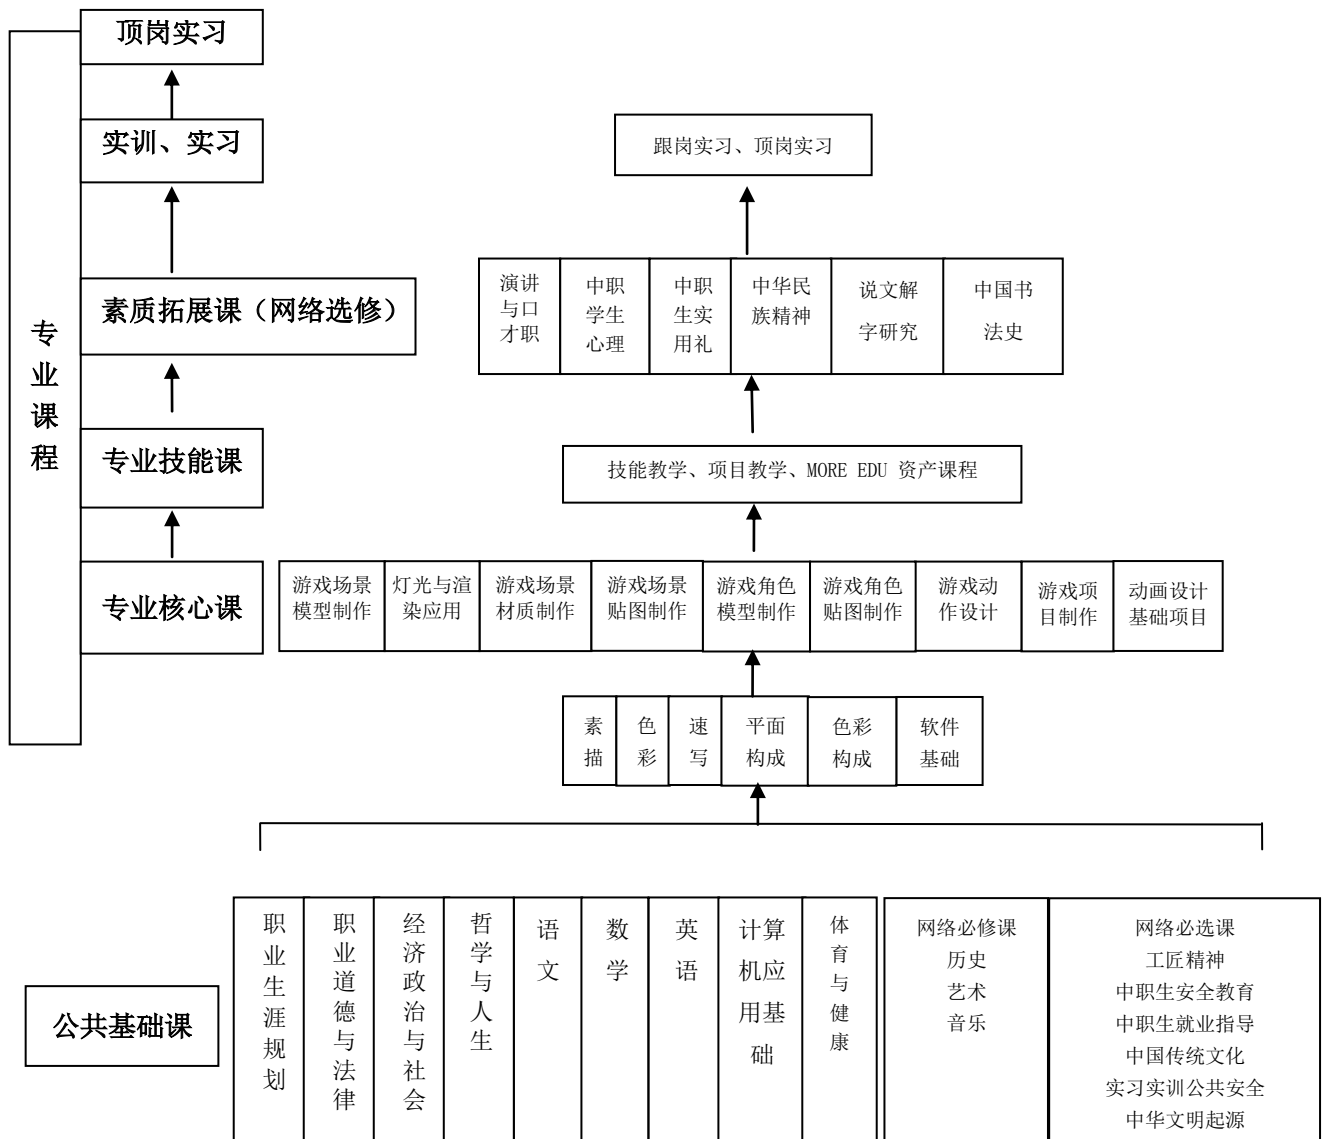 顶岗实习
实训、实习
跟岗实习、顶岗实习
素质拓展课（网络选修）
演讲
与口
才职
中职
学生
心理
中职
生实
用礼
中华民
族精神
说文解
字研究
中国书
法史
专
业
课
程
专业技能课
技能教学、项目教学、MORE EDU 资产课程
专业核心课
游戏场景
模型制作
灯光与渲
染应用
游戏场景
材质制作
游戏场景
贴图制作
游戏角色
模型制作
游戏角色
贴图制作
游戏动
作设计
游戏项
目制作
动画设计
基础项目
素
描
色
彩
速
写
平面
构成
色彩
构成
软件
基础
公共基础课
职
业
生
涯
规
划
职
业
道
德
与
法
律
经
济
政
治
与
社
会
哲
学
与
人
生
语
文
数
学
英
语
计算
机应
用基
础
体
育
与
健
康
网络必修课
历史
艺术
音乐
网络必选课
工匠精神
中职生安全教育
中职生就业指导
中国传统文化
实习实训公共安全
中华文明起源